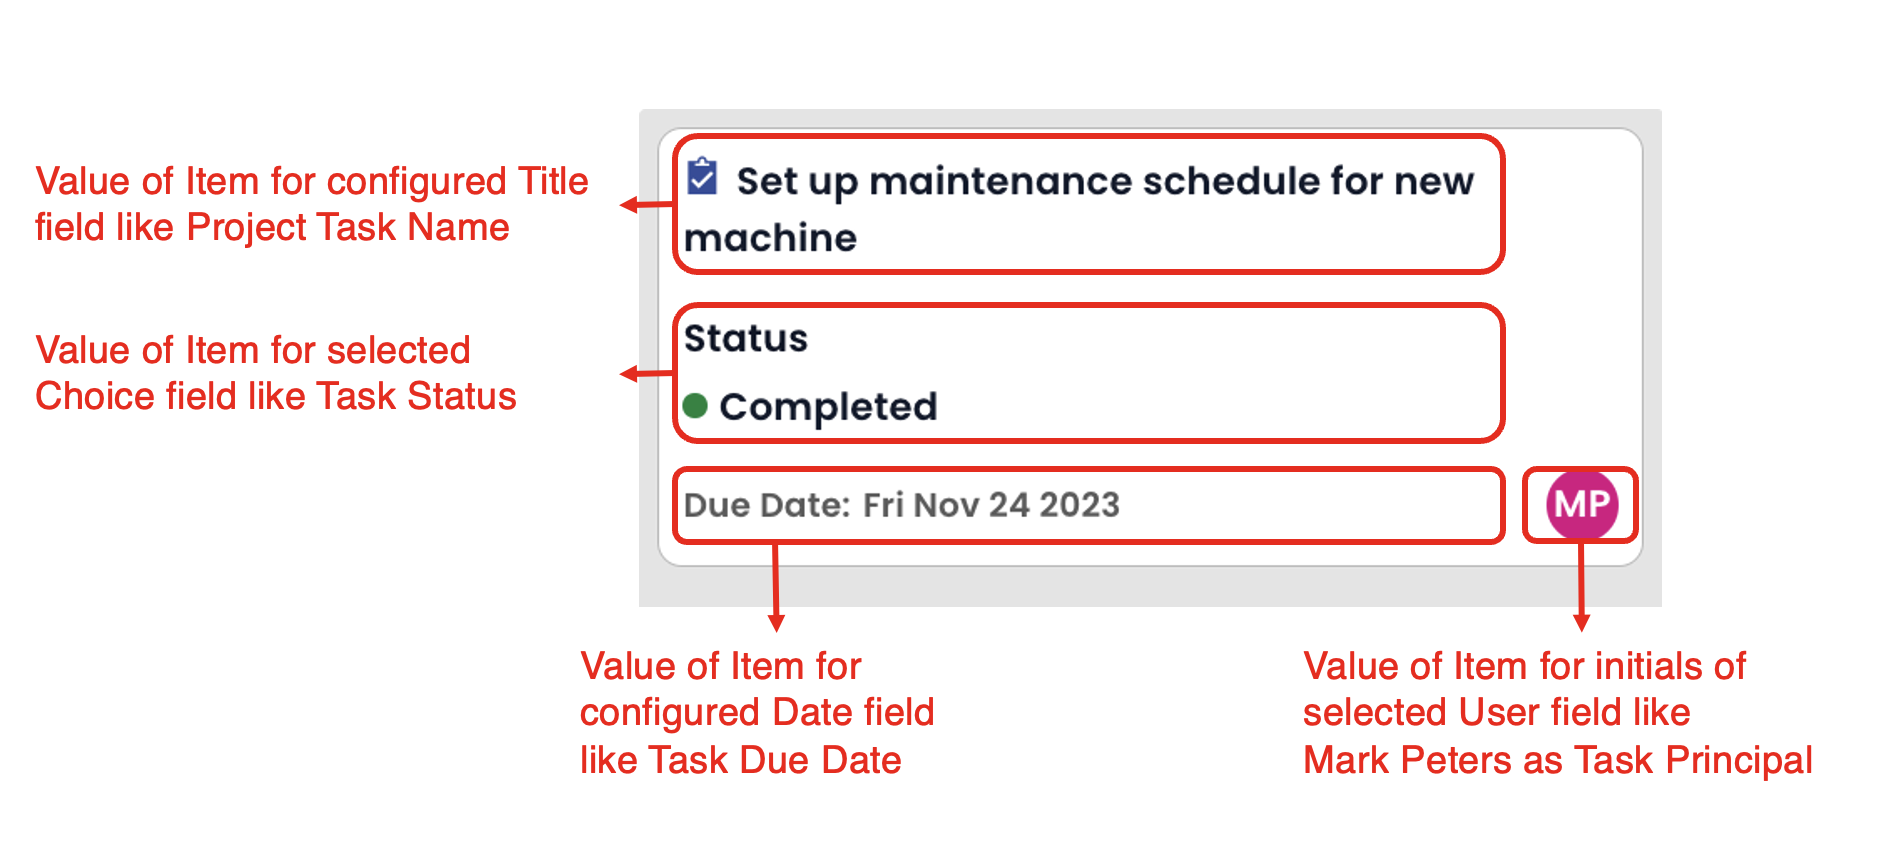 Value of Item for configured Title
field like Project Task Name
Set up maintenance schedule for new
machine
Value of Item for selected
Choice field like Task Status
Status
Completed
Due Date: Fri Nov 24 2023
MP
Value of Item for
configured Date field
like Task Due Date
Value of Item for initials of
selected User field like
Mark Peters as Task Principal